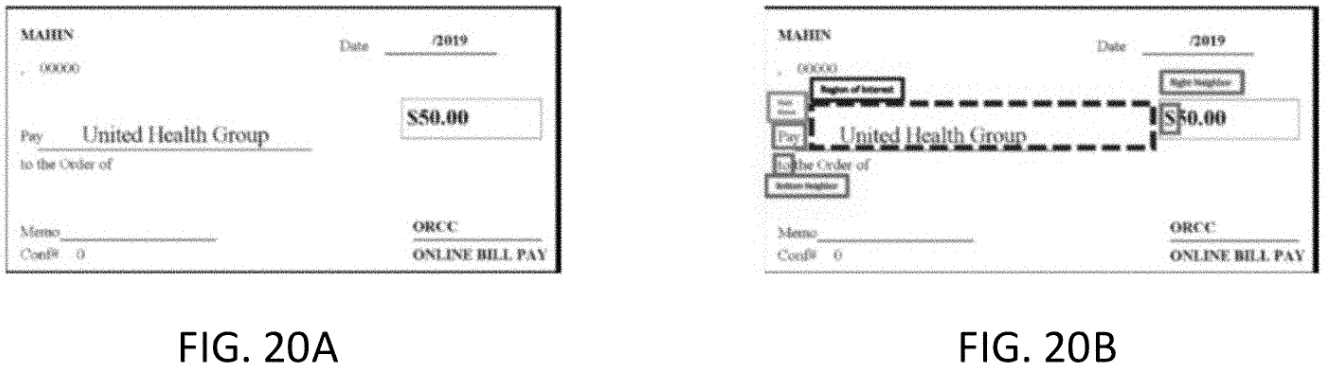 MAHIN
Date /2019
, 00000
$50.00
Pay United Health Group
to the Order of
Memo
ORCC
Conf# 0
ONLINE BILL PAY
FIG. 20A
MAHIN
Date /2019
, 00000
Region of Interest
Right Neighbor
$50.00
Pay United Health Group
to the Order of
Bottom Neighbor
Memo
ORCC
Conf# 0
ONLINE BILL PAY
FIG. 20B